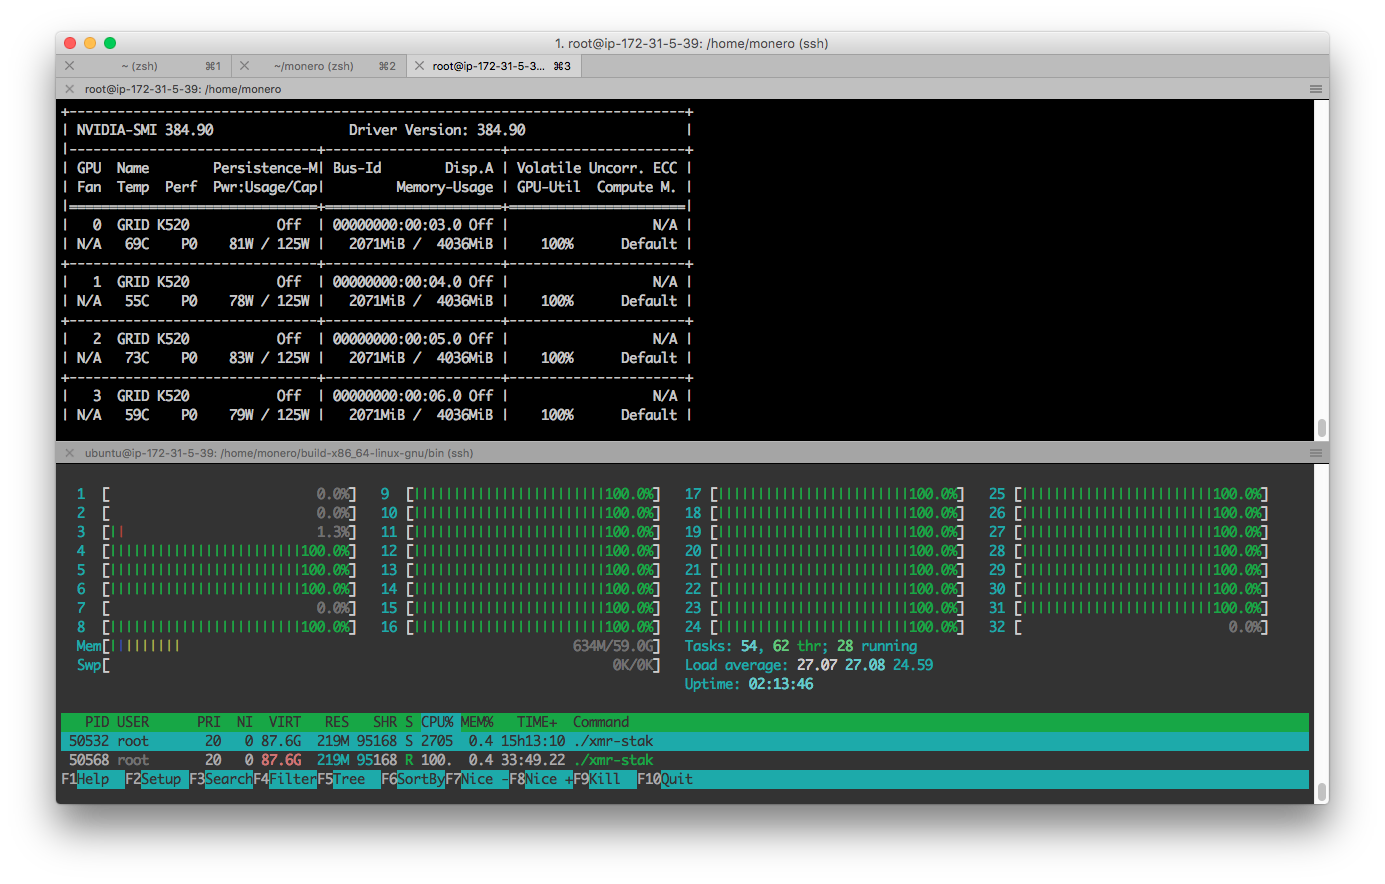 1. root@ip-172-31-5-39: /home/monero (ssh)
~ (zsh) ⌘1 ~/monero (zsh) ⌘2 root@ip-172-31-5-3... ⌘3
root@ip-172-31-5-39: /home/monero
+-----------------------------------------------------------------------------+
| NVIDIA-SMI 384.90                 Driver Version: 384.90                    |
|-------------------------------+----------------------+----------------------+
| GPU  Name        Persistence-M| Bus-Id        Disp.A | Volatile Uncorr. ECC |
| Fan  Temp  Perf  Pwr:Usage/Cap|         Memory-Usage | GPU-Util  Compute M. |
|===============================+======================+======================|
|   0  GRID K520           Off  | 00000000:00:03.0 Off |                  N/A |
| N/A   69C    P0    81W / 125W |   2071MiB /  4036MiB |    100%      Default |
+-------------------------------+----------------------+----------------------+
|   1  GRID K520           Off  | 00000000:00:04.0 Off |                  N/A |
| N/A   55C    P0    78W / 125W |   2071MiB /  4036MiB |    100%      Default |
+-------------------------------+----------------------+----------------------+
|   2  GRID K520           Off  | 00000000:00:05.0 Off |                  N/A |
| N/A   73C    P0    83W / 125W |   2071MiB /  4036MiB |    100%      Default |
+-------------------------------+----------------------+----------------------+
|   3  GRID K520           Off  | 00000000:00:06.0 Off |                  N/A |
| N/A   59C    P0    79W / 125W |   2071MiB /  4036MiB |    100%      Default |
ubuntu@ip-172-31-5-39: /home/monero/build-x86_64-linux-gnu/bin (ssh)
1 [ 0.0%] 9 [||||||||||||||||||||||||100.0%] 17 [||||||||||||||||||||||||100.0%] 25 [||||||||||||||||||||||||100.0%]
2 [ 0.0%] 10 [||||||||||||||||||||||||100.0%] 18 [||||||||||||||||||||||||100.0%] 26 [||||||||||||||||||||||||100.0%]
3 [|| 1.3%] 11 [||||||||||||||||||||||||100.0%] 19 [||||||||||||||||||||||||100.0%] 27 [||||||||||||||||||||||||100.0%]
4 [||||||||||||||||||||||||100.0%] 12 [||||||||||||||||||||||||100.0%] 20 [||||||||||||||||||||||||100.0%] 28 [||||||||||||||||||||||||100.0%]
5 [||||||||||||||||||||||||100.0%] 13 [||||||||||||||||||||||||100.0%] 21 [||||||||||||||||||||||||100.0%] 29 [||||||||||||||||||||||||100.0%]
6 [||||||||||||||||||||||||100.0%] 14 [||||||||||||||||||||||||100.0%] 22 [||||||||||||||||||||||||100.0%] 30 [||||||||||||||||||||||||100.0%]
7 [ 0.0%] 15 [||||||||||||||||||||||||100.0%] 23 [||||||||||||||||||||||||100.0%] 31 [||||||||||||||||||||||||100.0%]
8 [||||||||||||||||||||||||100.0%] 16 [||||||||||||||||||||||||100.0%] 24 [||||||||||||||||||||||||100.0%] 32 [ 0.0%]
Mem[||||||||| 634M/59.0G] Tasks: 54, 62 thr; 28 running
Swp[ 0K/0K] Load average: 27.07 27.08 24.59
Uptime: 02:13:46
PID USER PRI NI VIRT RES SHR S CPU% MEM% TIME+ Command
50532 root 20 0 87.6G 219M 95168 S 2705 0.4 15h13:10 ./xmr-stak
50568 root 20 0 87.6G 219M 95168 R 100. 0.4 33:49.22 ./xmr-stak
F1Help F2Setup F3SearchF4FilterF5Tree F6SortByF7Nice -F8Nice +F9Kill F10Quit